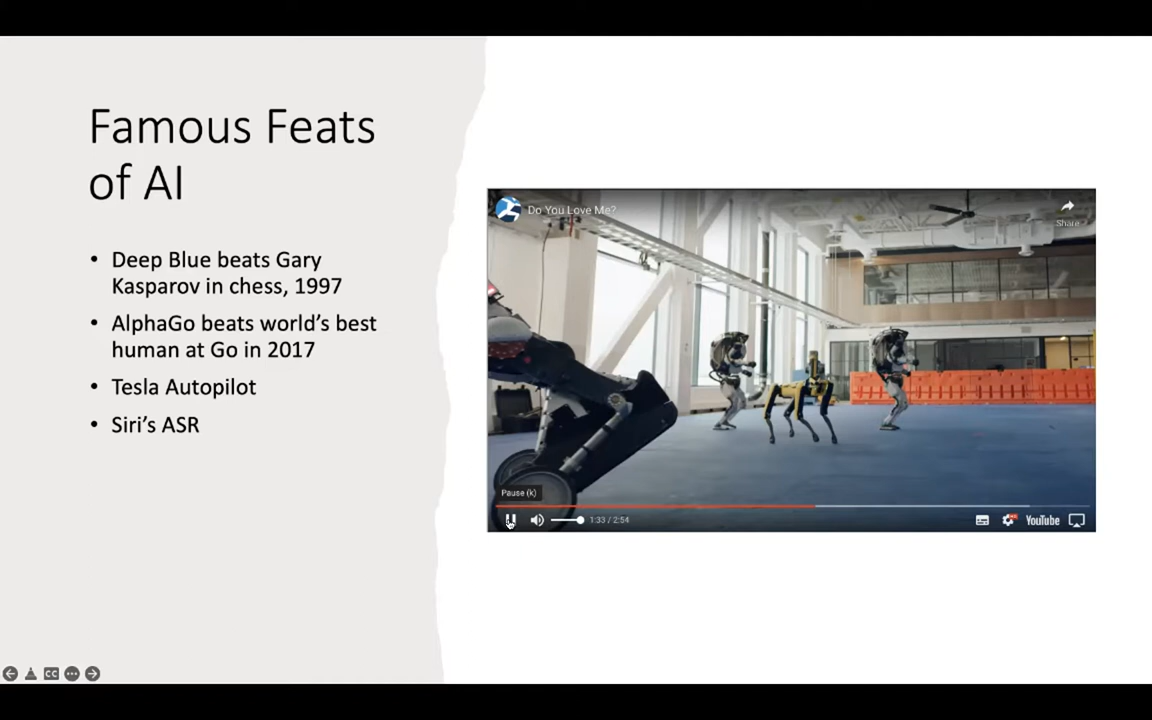 Famous Feats
of AI
• Deep Blue beats Gary
Kasparov in chess, 1997
• AlphaGo beats world's best
human at Go in 2017
• Tesla Autopilot
• Siri's ASR
Do You Love Me?
Share
Pause (k)
1:33 / 2:54
YouTube
CC